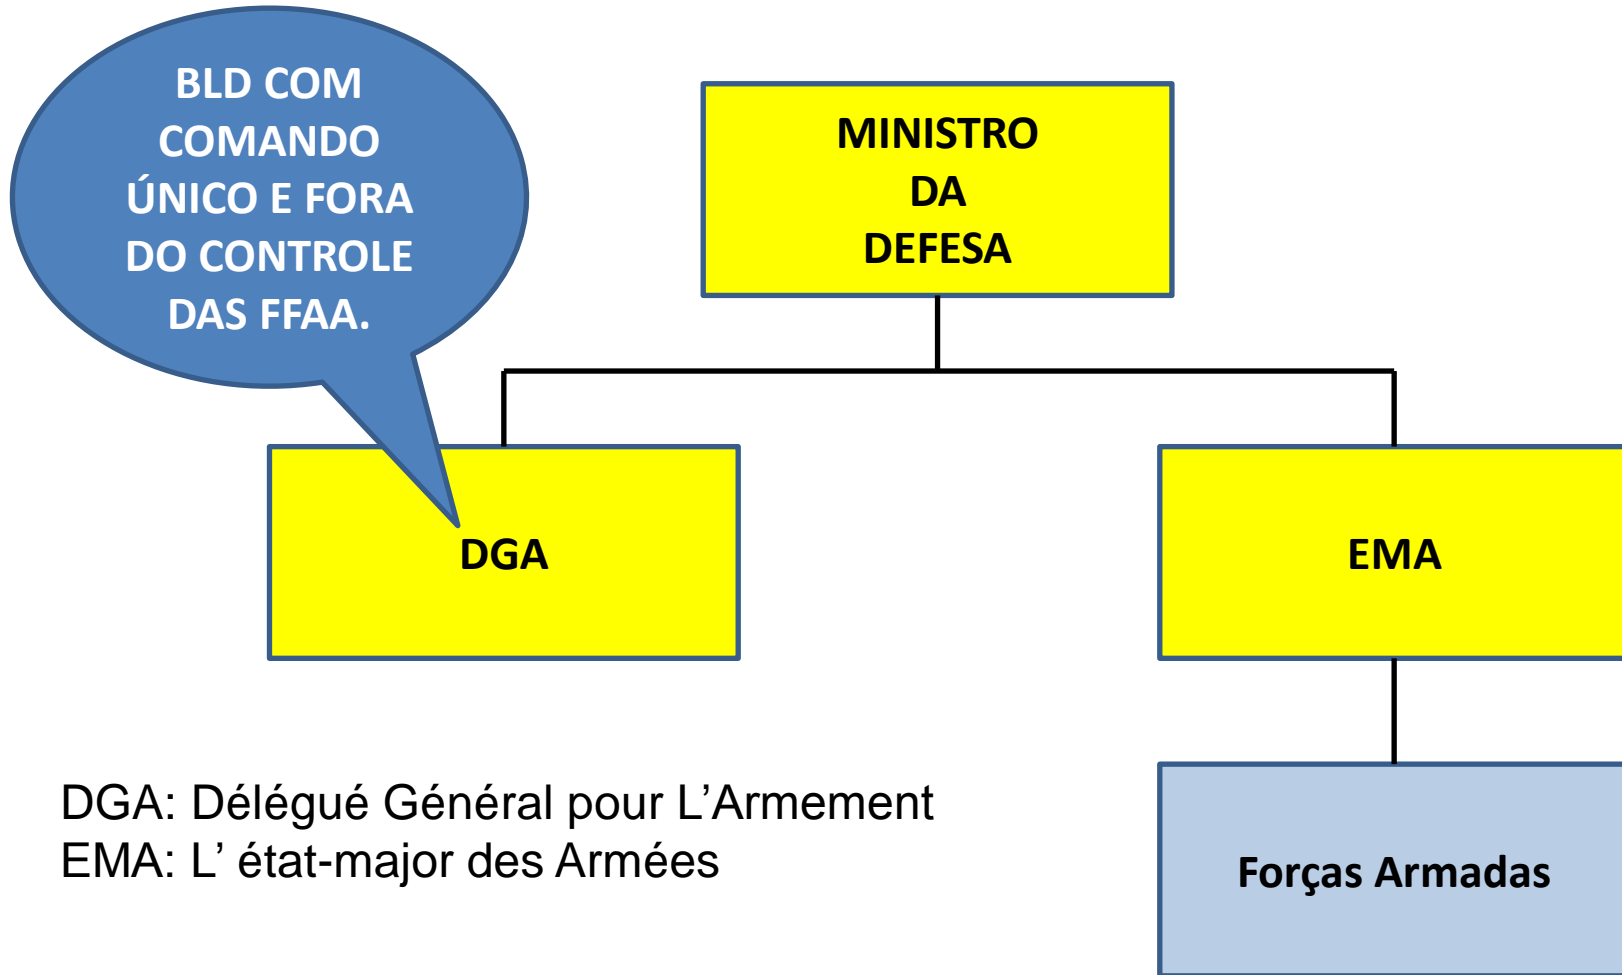 BLD COM
COMANDO
ÚNICO E FORA
DO CONTROLE
DAS FFAA.
MINISTRO
DA
DEFESA
DGA
EMA
DGA: Délégué Général pour L’Armement
EMA: L’ état-major des Armées
Forças Armadas